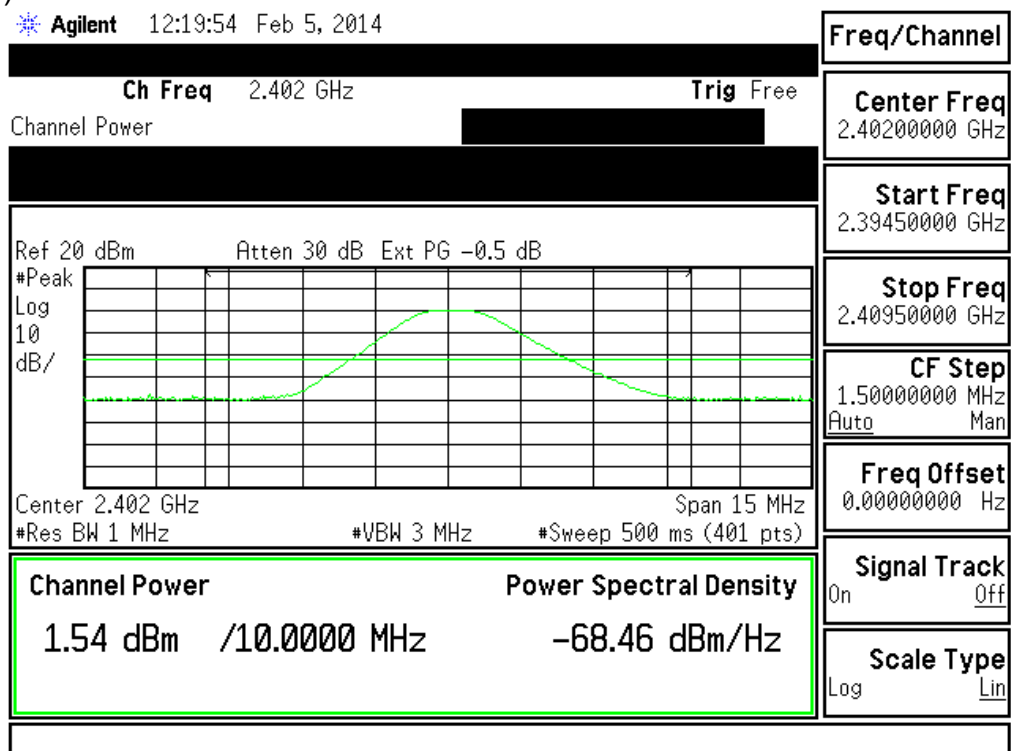 )
Agilent 12:19:54 Feb 5, 2014
Freq/Channel
Ch Freq 2.402 GHz Trig Free
Channel Power
Center Freq
2.40200000 GHz
Start Freq
2.39450000 GHz
Ref 20 dBm Atten 30 dB Ext PG -0.5 dB
#Peak
Log
10
dB/
Stop Freq
2.40950000 GHz
CF Step
1.50000000 MHz
Auto Man
Center 2.402 GHz Span 15 MHz
#Res BW 1 MHz #VBW 3 MHz #Sweep 500 ms (401 pts)
Freq Offset
0.00000000 Hz
Channel Power Power Spectral Density
1.54 dBm /10.0000 MHz -68.46 dBm/Hz
Signal Track
On Off
Scale Type
Log Lin